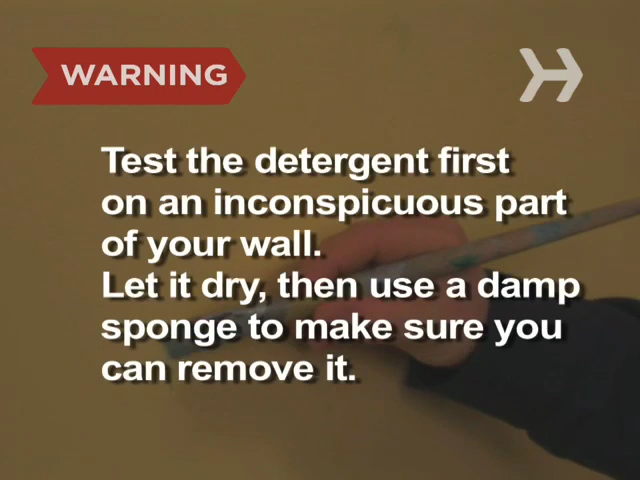 WARNING
Test the detergent first
on an inconspicuous part
of your wall.
Let it dry, then use a damp
sponge to make sure you
can remove it.